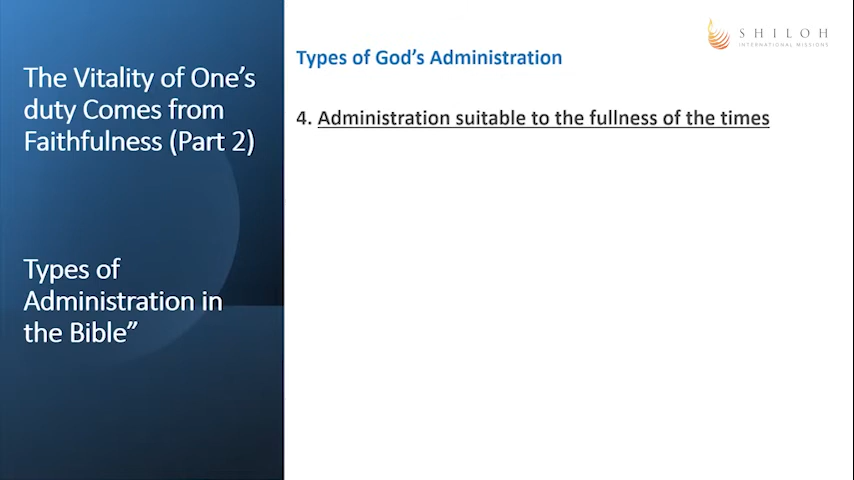 The Vitality of One’s
duty Comes from
Faithfulness (Part 2)
Types of
Administration in
the Bible”
Types of God’s Administration
4. Administration suitable to the fullness of the times
SHILOH
INTERNATIONAL MISSIONS